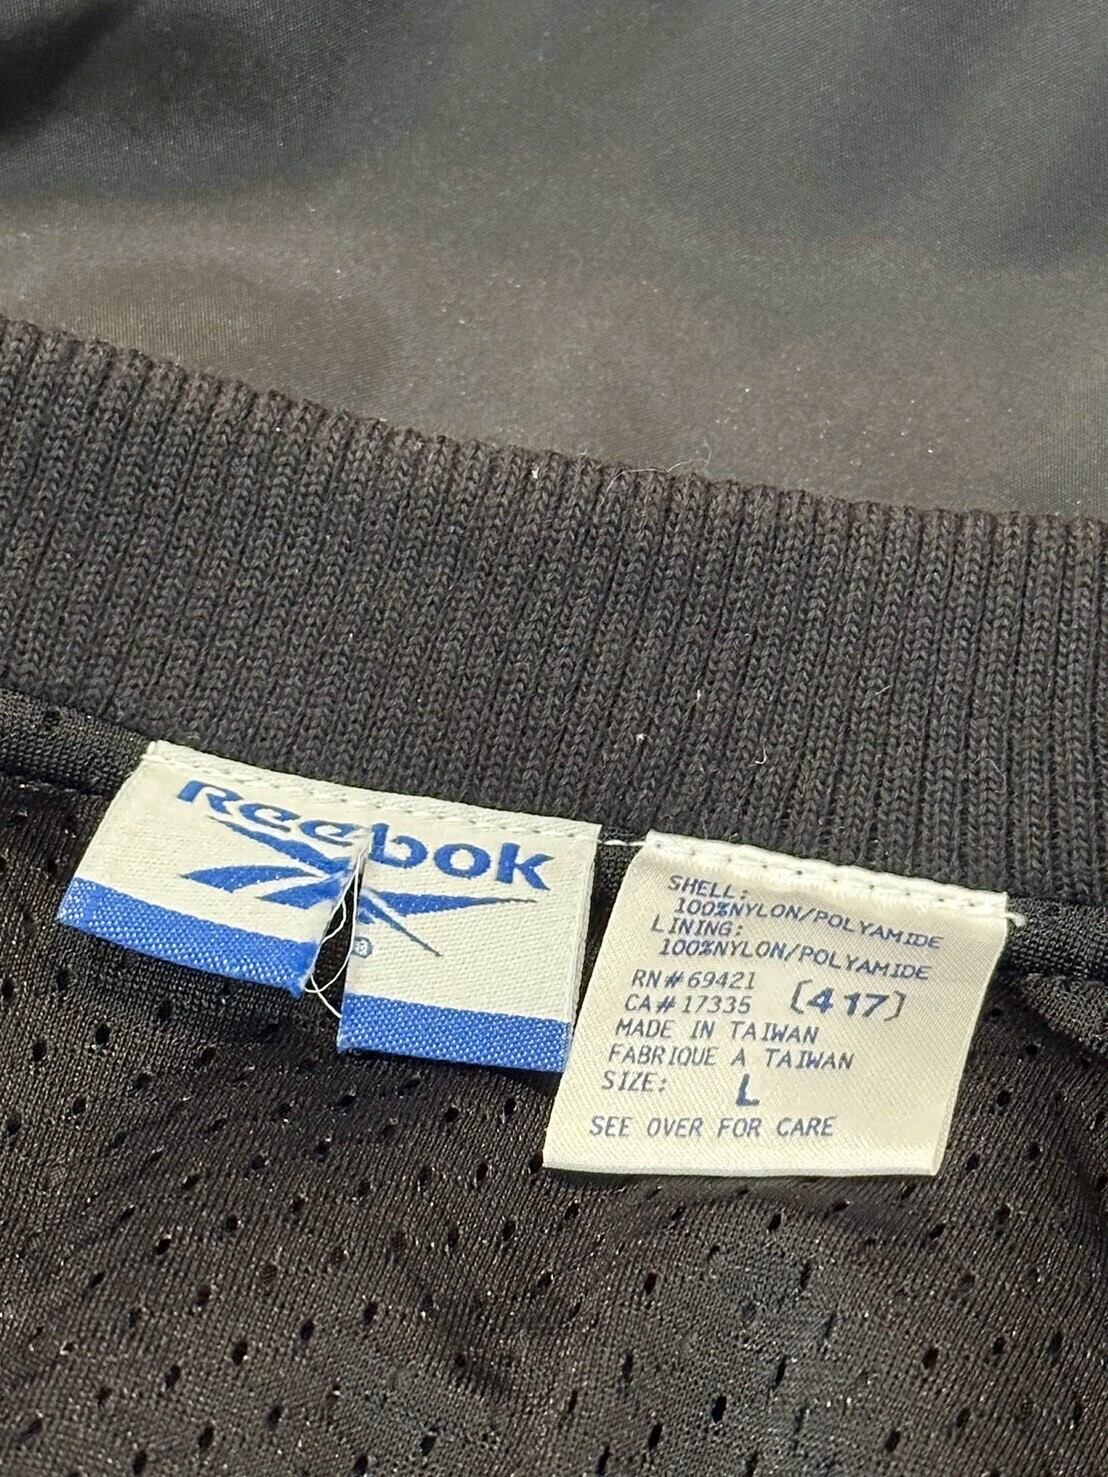 Reebok
®
SHELL:
100%NYLON/POLYAMIDE
LINING:
100%NYLON/POLYAMIDE
RN#69421
CA#17335 [417]
MADE IN TAIWAN
FABRIQUE A TAIWAN
SIZE: L
SEE OVER FOR CARE